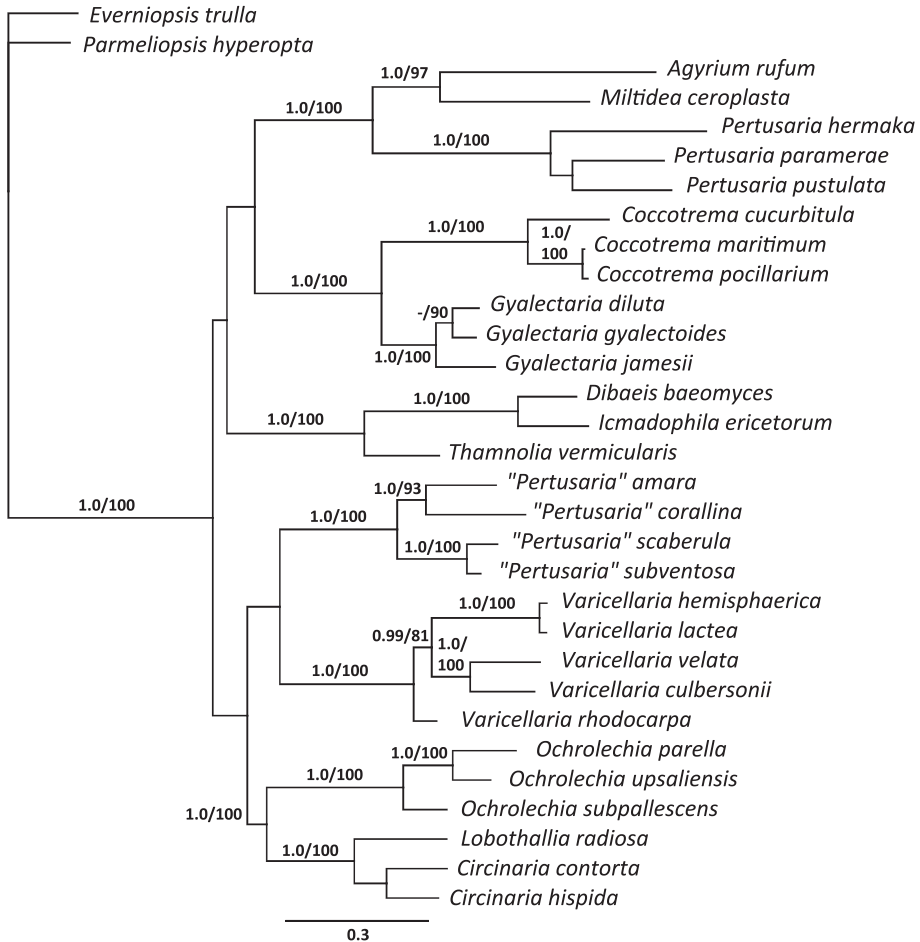 Everniopsis trulla
Parmeliopsis hyperopta
Agyrium rufum
1.0/97
Miltidea ceroplasta
1.0/100
Pertusaria hermaka
1.0/100
Pertusaria paramerae
Pertusaria pustulata
Coccotrema cucurbitula
1.0/100
1.0/
100
Coccotrema maritimum
Coccotrema pocillarium
1.0/100
Gyalectaria diluta
-/90
Gyalectaria gyalectoides
1.0/100
Gyalectaria jamesii
Dibaeis baeomyces
1.0/100
Icmadophila ericetorum
1.0/100
Thamnolia vermicularis
"Pertusaria" amara
1.0/93
1.0/100
"Pertusaria" corallina
1.0/100
"Pertusaria" scaberula
1.0/100
"Pertusaria" subventosa
Varicellaria hemisphaerica
1.0/100
Varicellaria lactea
0.99/81
1.0/
100
Varicellaria velata
1.0/100
Varicellaria culbersonii
Varicellaria rhodocarpa
Ochrolechia parella
1.0/100
1.0/100
Ochrolechia upsaliensis
Ochrolechia subpallescens
1.0/100
Lobothallia radiosa
1.0/100
Circinaria contorta
Circinaria hispida
0.3